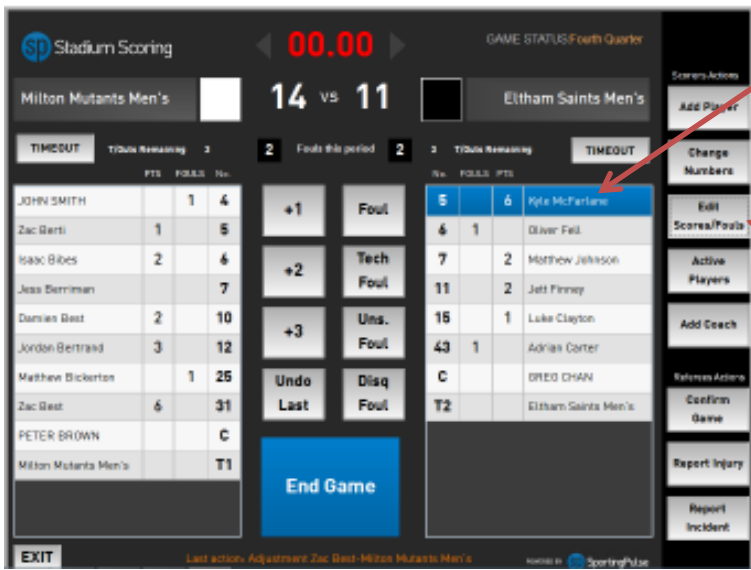 sp Stadium Scoring
00.00
GAME STATUS:Fourth Quarter
Milton Mutants Men's
14 vs 11
Eltham Saints Men's
TIMEOUT T/Outs Remaining 3
2 Fouls this period 2
3 T/Outs Remaining TIMEOUT
PTS FOULS No.
No. FOULS PTS
JOHN SMITH 1 4
Zac Berti 1 5
Isaac Bibes 2 6
Jess Berriman 7
Damien Best 2 10
Jordan Bertrand 3 12
Matthew Bickerton 1 25
Zac Best 6 31
PETER BROWN C
Milton Mutants Men's T1
+1 Foul
+2 Tech Foul
+3 Uns. Foul
Undo Last Disq Foul
End Game
5 6 Kyle McFarlane
6 1 Oliver Fell
7 2 Matthew Johnson
11 2 Jett Finney
15 1 Luke Clayton
43 1 Adrian Carter
C GREG CHAN
T2 Eltham Saints Men's
Scorers Actions
Add Player
Change
Numbers
Edit
Scores/Fouls
Active
Players
Add Coach
Referees Actions
Confirm
Game
Report Injury
Report
Incident
EXIT
Last action: Adjustment Zac Best-Milton Mutants Men's
POWERED BY SportingPulse